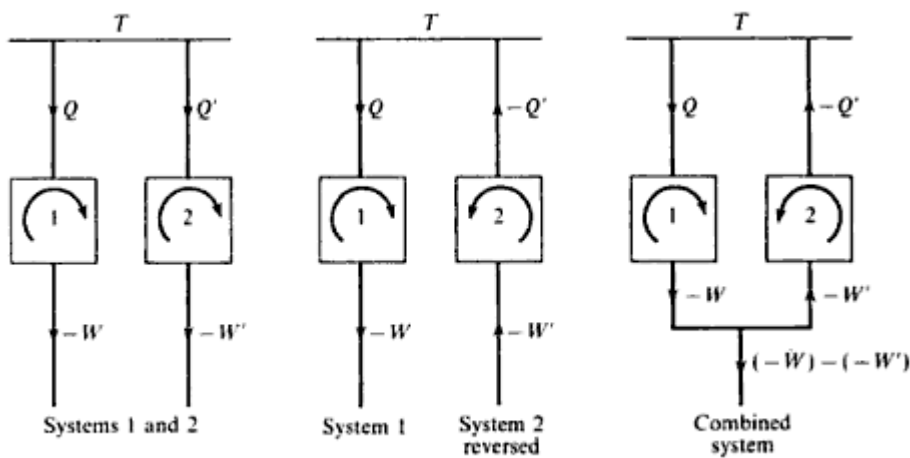 T
Q
Q'
1
2
−W
−W'
Systems 1 and 2
T
Q
−Q'
1
2
−W
−W'
System 1
System 2
reversed
T
Q
−Q'
1
2
−W
−W'
(−W)−(−W')
Combined
system